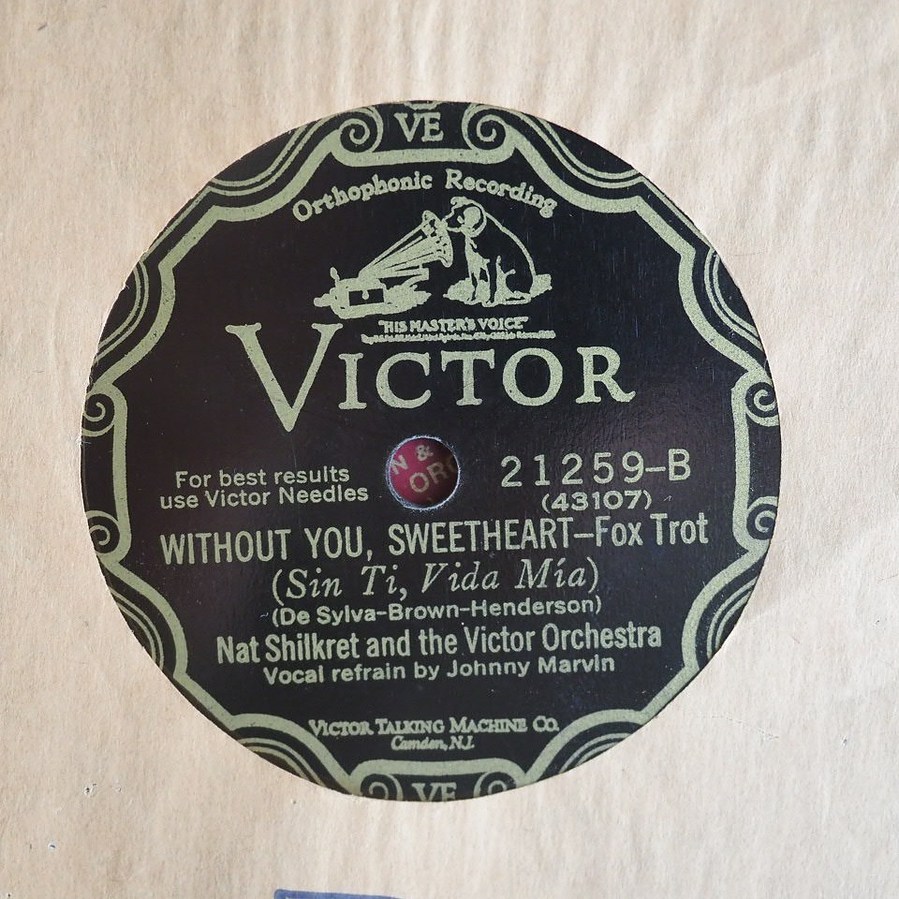 VE
Orthophonic Recording
"HIS MASTER'S VOICE"
VICTOR
For best results
use Victor Needles
N &
ORC
21259-B
(43107)
WITHOUT YOU, SWEETHEART-Fox Trot
(Sin Ti, Vida Mía)
(De Sylva-Brown-Henderson)
Nat Shilkret and the Victor Orchestra
Vocal refrain by Johnny Marvin
VICTOR TALKING MACHINE CO.
Camden, N.J.
VE